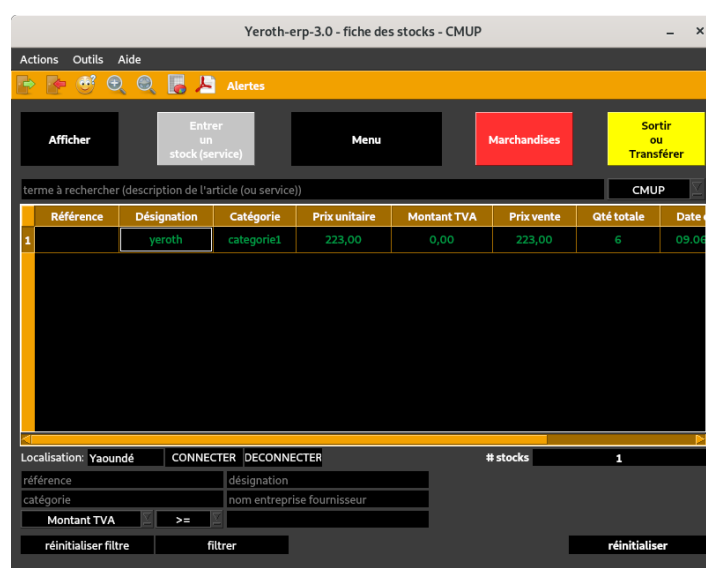 Yeroth-erp-3.0 - fiche des stocks - CMUP
Actions Outils Aide
Alertes
Afficher
Entrer
un
stock (service)
Menu
Marchandises
Sortir
ou
Transférer
terme à rechercher (description de l'article (ou service))
CMUP
Référence Désignation Catégorie Prix unitaire Montant TVA Prix vente Qté totale Date
1 yeroth categorie1 223,00 0,00 223,00 6 09.06
Localisation: Yaoundé CONNECTER DECONNECTER # stocks 1
référence désignation
catégorie nom entreprise fournisseur
Montant TVA >=
réinitialiser filtre filtrer réinitialiser